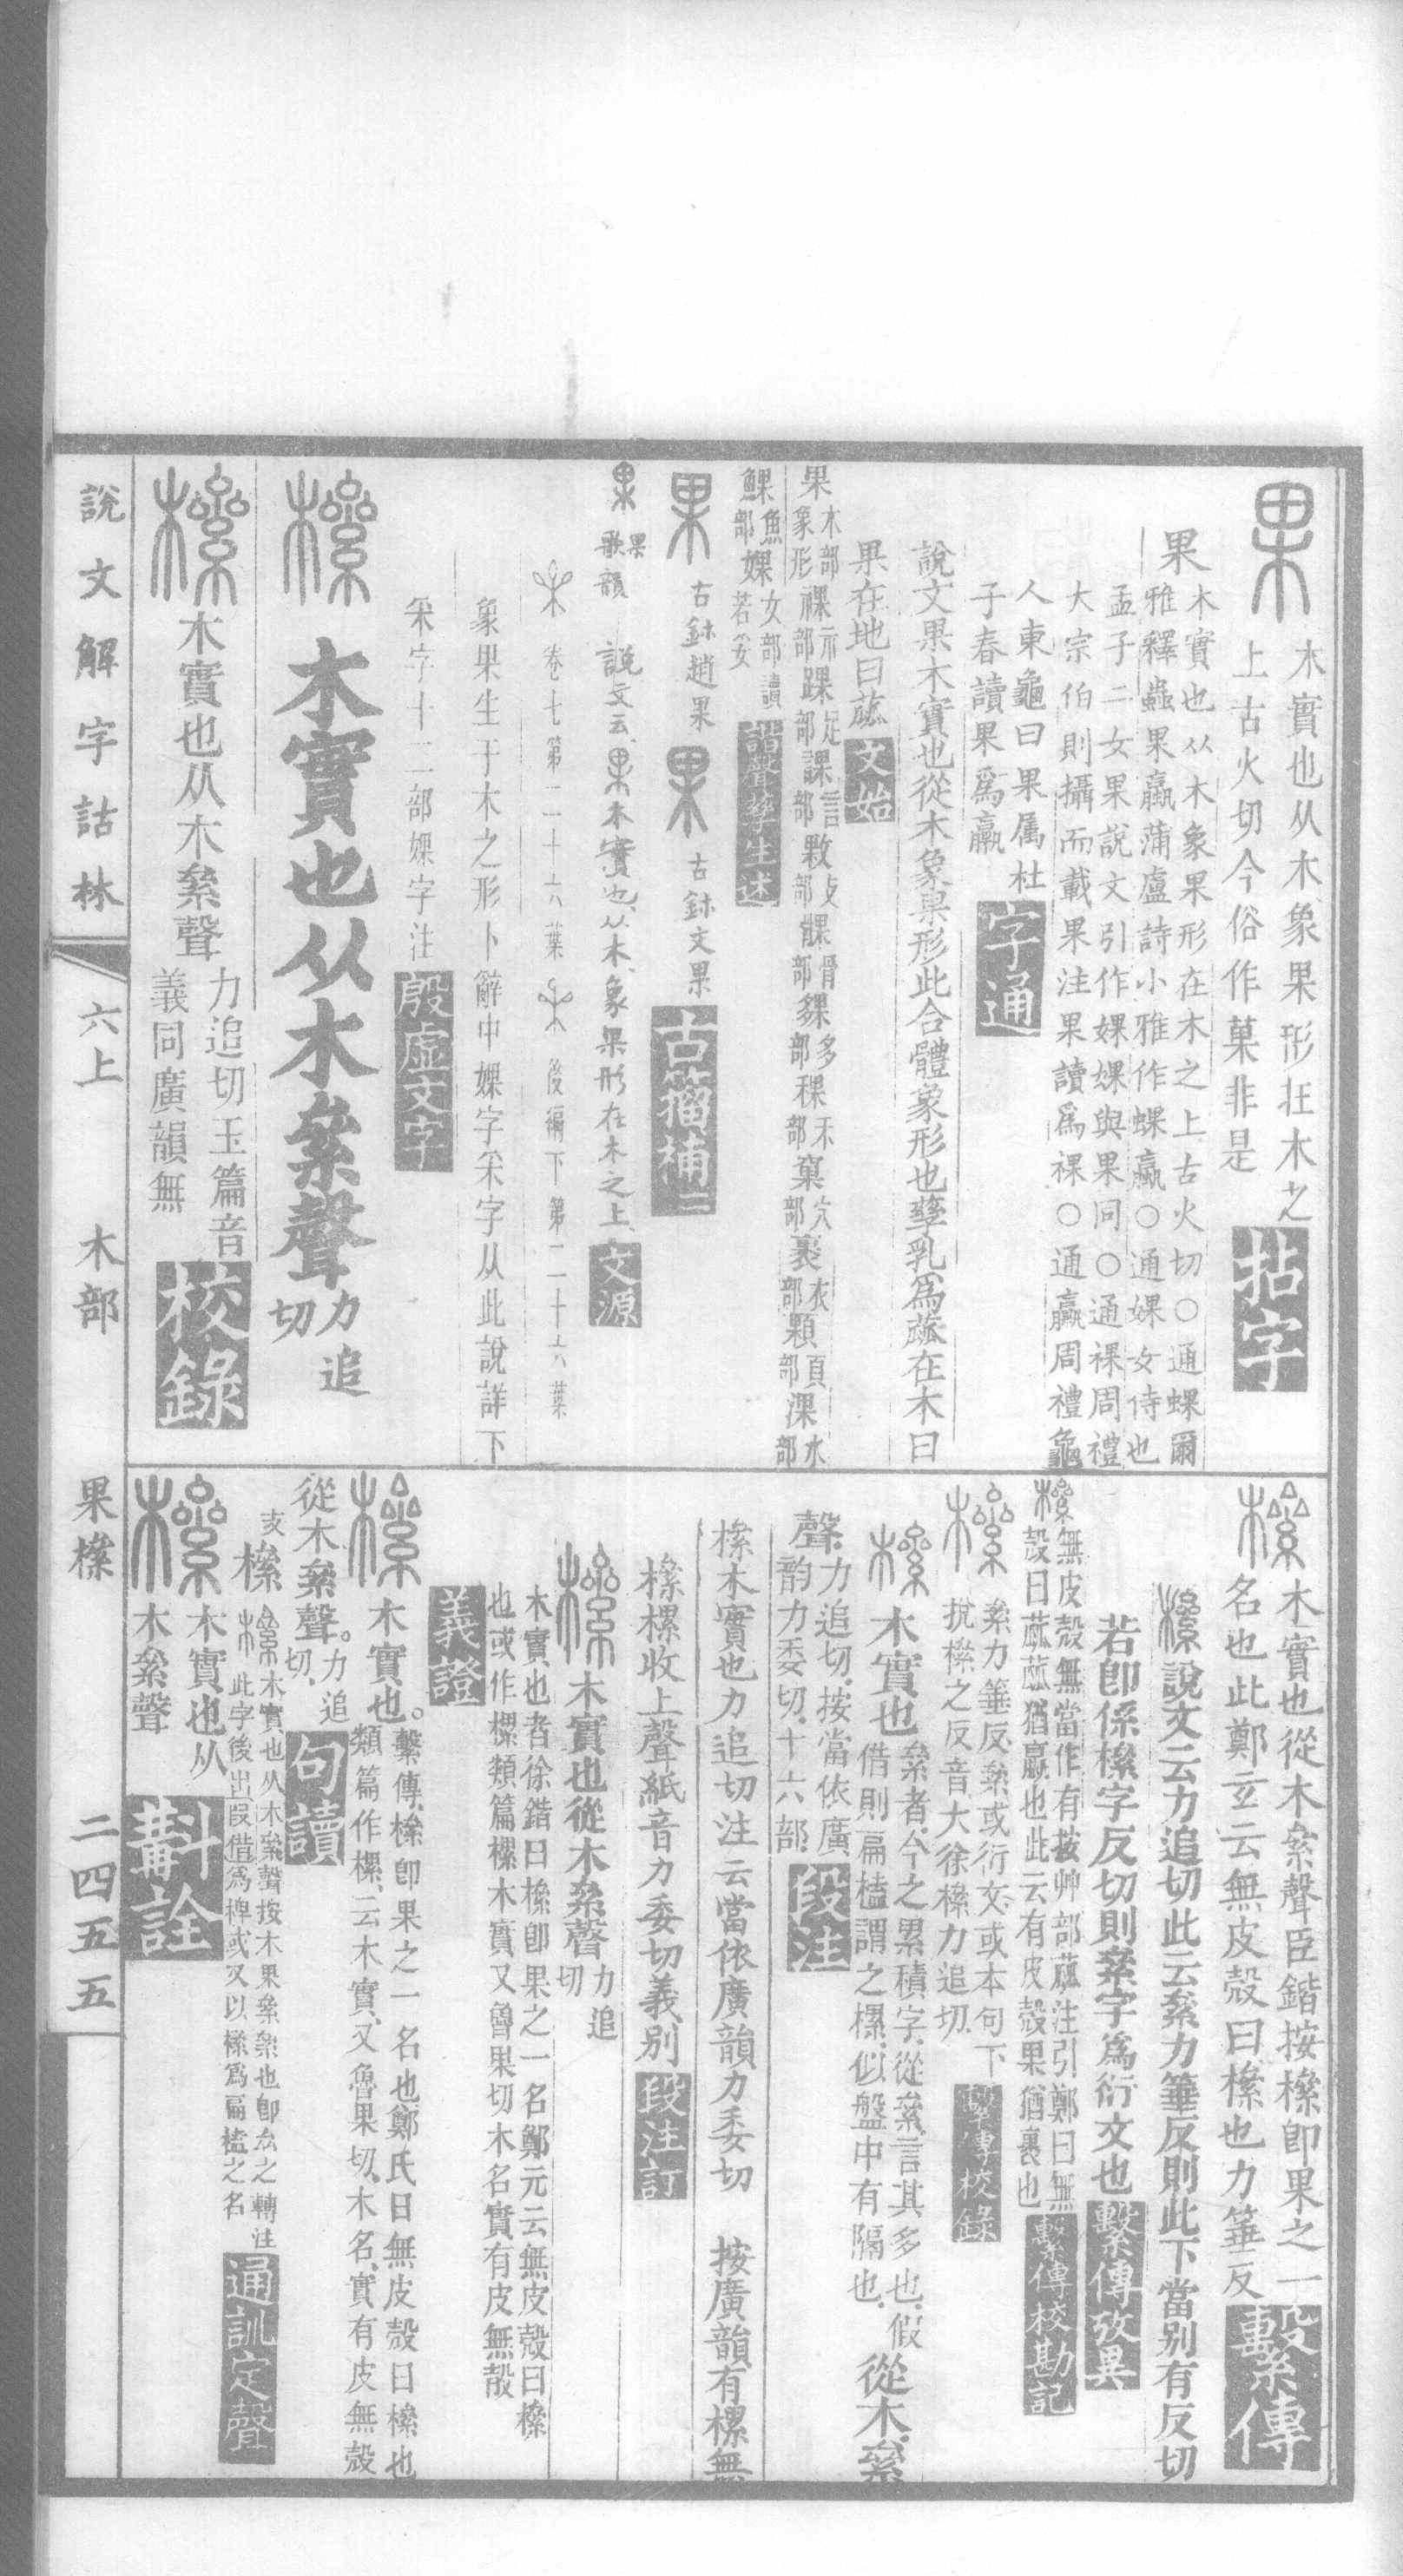 果
木實也从木象果形在木之
上古火切今俗作菓非是
拈字
果
木實也从木象果形在木之上古火切○通蜾爾
雅釋蟲果蠃蒲盧詩小雅作蜾蠃○通婐女侍也
孟子二女果說文引作婐婐與果同○通祼周禮
大宗伯則攝而載果注果讀爲祼○通蠃周禮龜
人東龜曰果屬杜
子春讀果爲蠃
字通
說文果木實也從木象果形此合體象形也孳乳爲蓏在木曰
果在地曰蓏
文始
果木部象形祼示部踝足部課言部敤攴部髁骨部夥多部稞禾部窠穴部裹衣部顆頁部淉水部
鰥魚部婐女部讀若㛂
諧聲孳生述
果
古鉢趙果
果
古鉢文果
古籀補三
果
果歌韻
說文云果木實也从木象果形在木之上
文源
卷七第二十六葉
後編下第二十六葉
象果生于木之形卜辭中婐字釆字从此說詳下
釆字十二部婐字注
殷虛文字
欙
木實也从木絫聲
力追切
欙
木實也从木絫聲
力追切玉篇音
義同廣韻無
校錄
木實也從木絫聲臣鍇按樏即果之一
名也此鄭玄云無皮殼曰樏也力箠反
繫傳
樏說文云力追切此云絫力箠反則此下當別有反切
若卽係樏字反切則絫字爲衍文也
繫傳攷異
樏無皮殼無當作有按艸部蓏注引鄭曰無
殼曰蓏蓏猶蠃也此云有皮殼果猶裹也
繫傳校勘記
絫力箠反絫或衍文或本句下
挩樏之反音大徐樏力追切
繫傳校錄
木實也
絫者今之累積字從絫言其多也假
借則扁榼謂之樏似盤中有隔也
從木絫
聲
力追切按當依廣
韵力委切十六部
段注
樏木實也力追切注云當依廣韻力委切　按廣韻有樏無
樏樏收上聲紙音力委切義別
段注訂
木實也從木絫聲
力追切
木實也者徐鍇曰樏卽果之一名鄭元云無皮殼曰樏
也或作樏類篇樏木實又魯果切木名實有皮無殼
義證
木實也
繫傳樏卽果之一名也鄭氏曰無皮殼曰樏也
類篇作樏云木實又魯果切木名實有皮無殼
從木絫聲
力追切
句讀
樏
木實也从木絫聲按木果絫絫也卽厽之轉注
此字後出叚借爲椑或又以樏爲扁榼之名
通訓定聲
木實也从
木絫聲
斠詮
說文解字詁林
六上
木部
果樏
二四五五